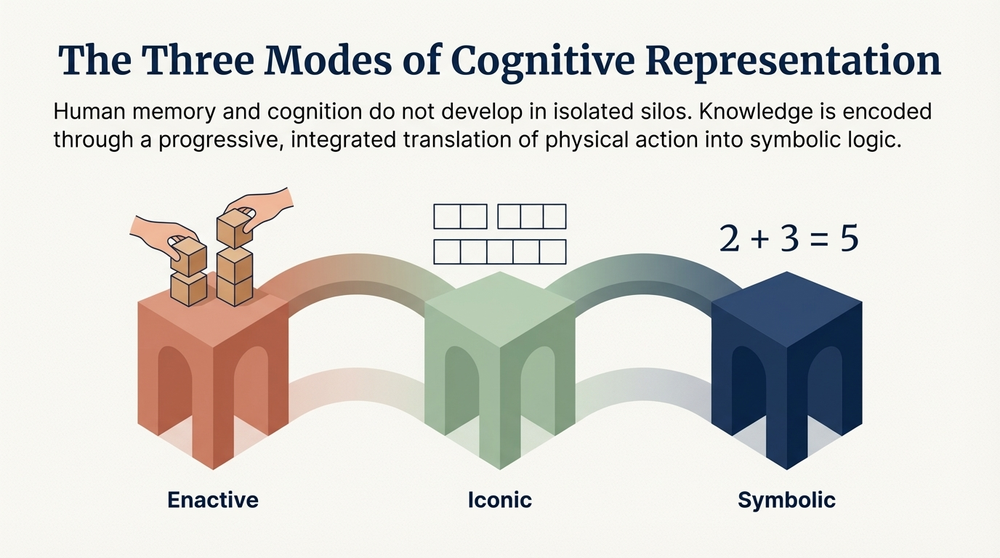 The Three Modes of Cognitive Representation
Human memory and cognition do not develop in isolated silos. Knowledge is encoded
through a progressive, integrated translation of physical action into symbolic logic.
2 + 3 = 5
Enactive
Iconic
Symbolic